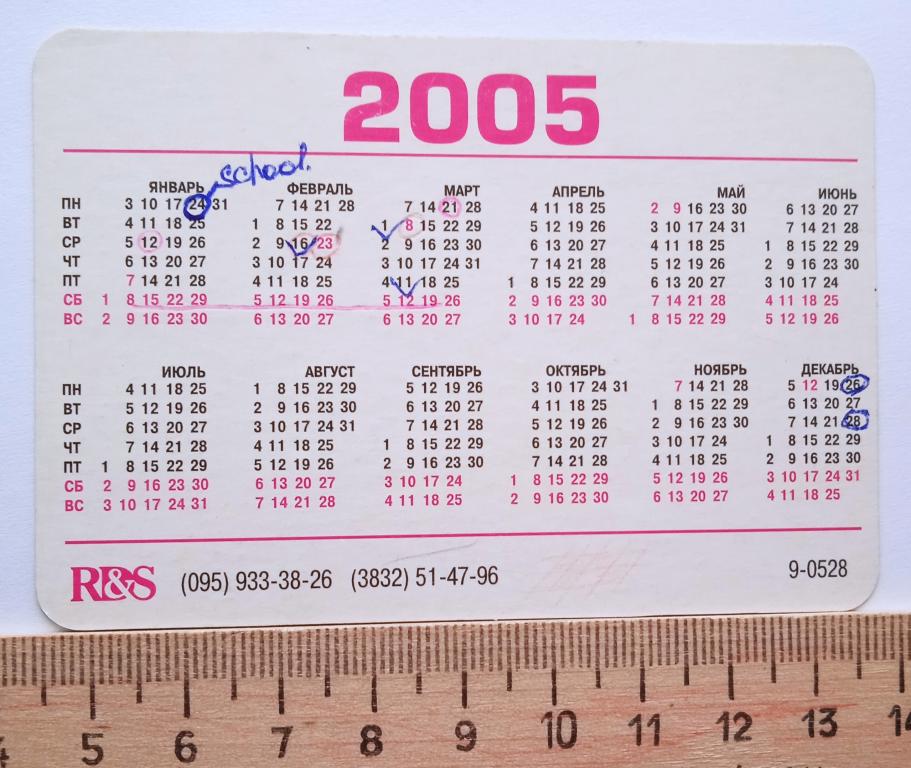 2005
school.
ЯНВАРЬ ФЕВРАЛЬ МАРТ АПРЕЛЬ МАЙ ИЮНЬ
ПН 3 10 17 24 31 7 14 21 28 7 14 21 28 4 11 18 25 2 9 16 23 30 6 13 20 27
ВТ 4 11 18 25 1 8 15 22 1 8 15 22 29 5 12 19 26 3 10 17 24 31 7 14 21 28
СР 5 12 19 26 2 9 16 23 2 9 16 23 30 6 13 20 27 4 11 18 25 1 8 15 22 29
ЧТ 6 13 20 27 3 10 17 24 3 10 17 24 31 7 14 21 28 5 12 19 26 2 9 16 23 30
ПТ 7 14 21 28 4 11 18 25 4 11 18 25 1 8 15 22 29 6 13 20 27 3 10 17 24
СБ 1 8 15 22 29 5 12 19 26 5 12 19 26 2 9 16 23 30 7 14 21 28 4 11 18 25
ВС 2 9 16 23 30 6 13 20 27 6 13 20 27 3 10 17 24 1 8 15 22 29 5 12 19 26
ИЮЛЬ АВГУСТ СЕНТЯБРЬ ОКТЯБРЬ НОЯБРЬ ДЕКАБРЬ
ПН 4 11 18 25 1 8 15 22 29 5 12 19 26 3 10 17 24 31 7 14 21 28 5 12 19 26
ВТ 5 12 19 26 2 9 16 23 30 6 13 20 27 4 11 18 25 1 8 15 22 29 6 13 20 27
СР 6 13 20 27 3 10 17 24 31 7 14 21 28 5 12 19 26 2 9 16 23 30 7 14 21 28
ЧТ 7 14 21 28 4 11 18 25 1 8 15 22 29 6 13 20 27 3 10 17 24 1 8 15 22 29
ПТ 1 8 15 22 29 5 12 19 26 2 9 16 23 30 7 14 21 28 4 11 18 25 2 9 16 23 30
СБ 2 9 16 23 30 6 13 20 27 3 10 17 24 1 8 15 22 29 5 12 19 26 3 10 17 24 31
ВС 3 10 17 24 31 7 14 21 28 4 11 18 25 2 9 16 23 30 6 13 20 27 4 11 18 25
R&S (095) 933-38-26 (3832) 51-47-96 9-0528
4 5 6 7 8 9 10 11 12 13 14